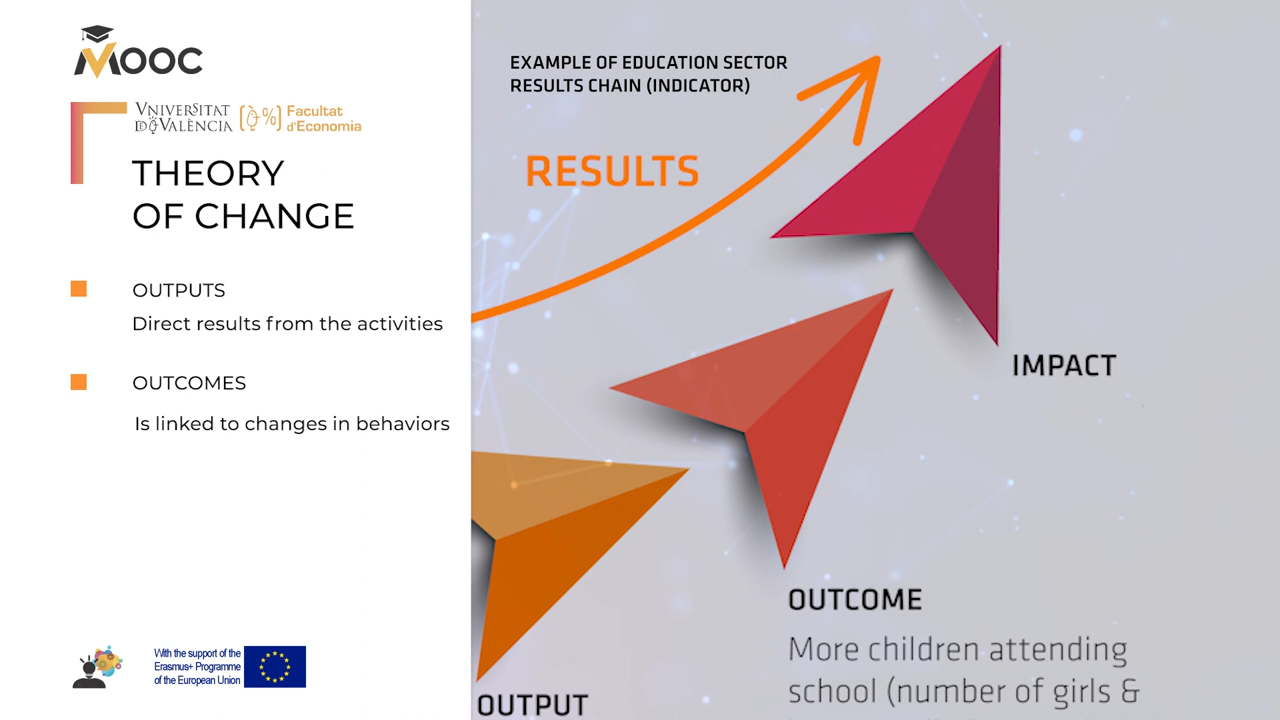 MOOC
VNIVERSITAT
DE VALÈNCIA
Facultat
d'Economia
THEORY
OF CHANGE
OUTPUTS
Direct results from the activities
OUTCOMES
Is linked to changes in behaviors
With the support of the
Erasmus+ Programme
of the European Union
EXAMPLE OF EDUCATION SECTOR
RESULTS CHAIN (INDICATOR)
RESULTS
IMPACT
OUTCOME
More children attending
school (number of girls &
OUTPUT